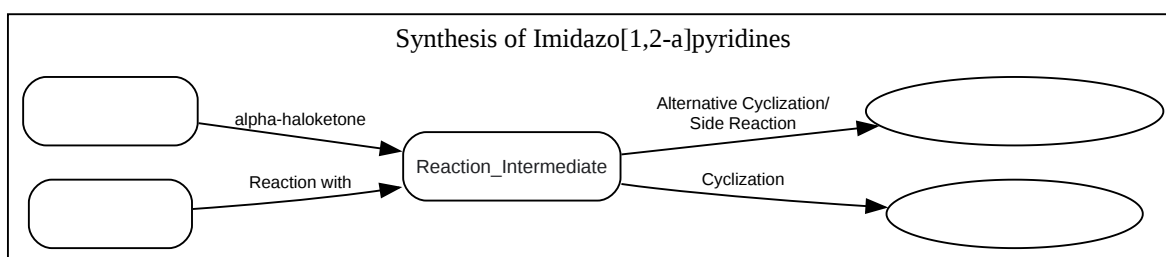 Synthesis of Imidazo[1,2-a]pyridines
alpha-haloketone
Reaction with
Reaction_Intermediate
Alternative Cyclization/
Side Reaction
Cyclization